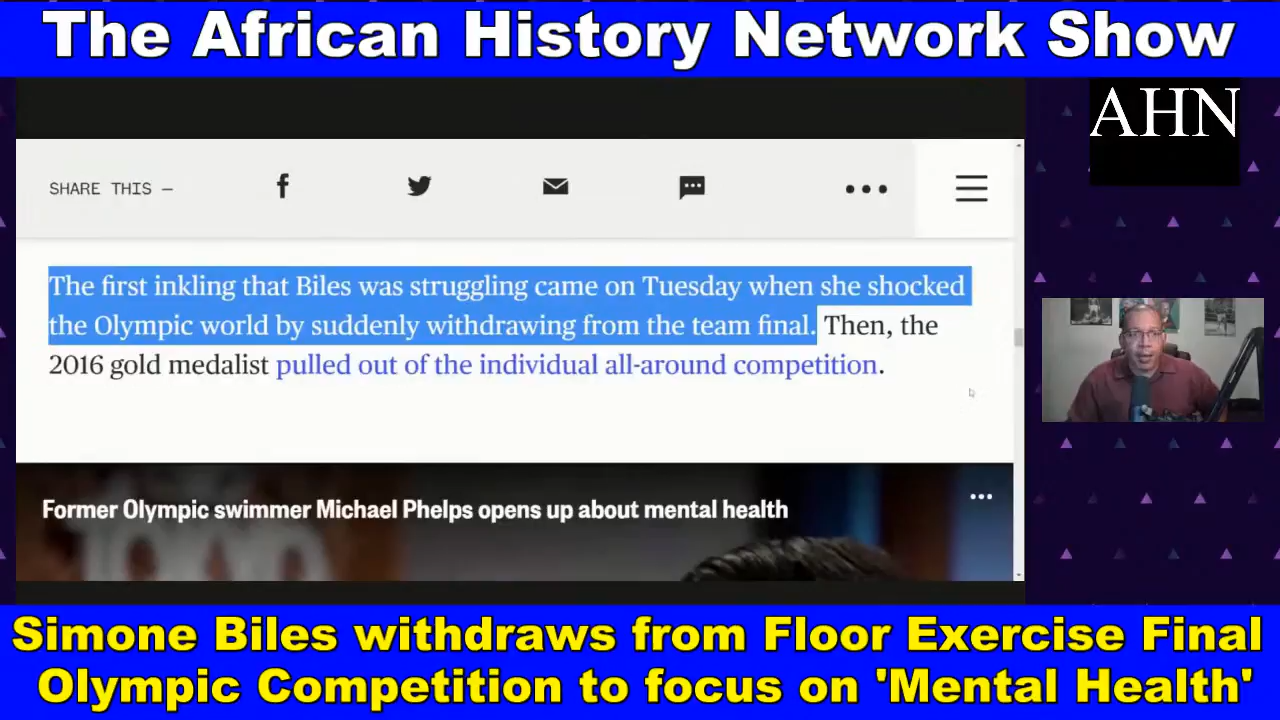 The African History Network Show
AHN
SHARE THIS —
The first inkling that Biles was struggling came on Tuesday when she shocked
the Olympic world by suddenly withdrawing from the team final. Then, the
2016 gold medalist pulled out of the individual all-around competition.
Former Olympic swimmer Michael Phelps opens up about mental health
Simone Biles withdraws from Floor Exercise Final
Olympic Competition to focus on 'Mental Health'